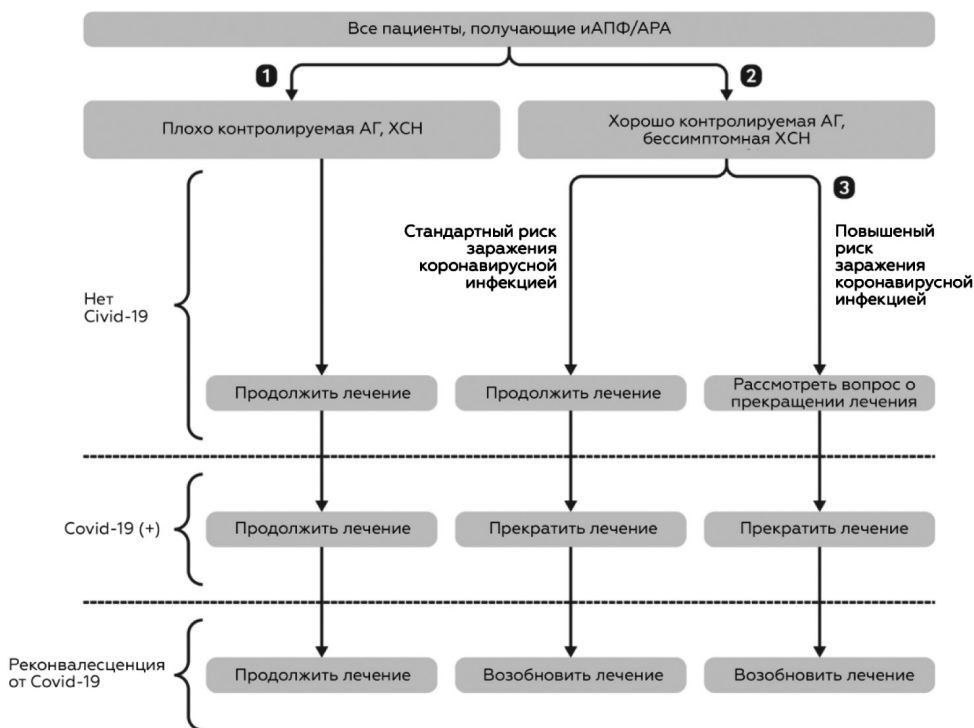 Все пациенты, получающие иАПФ/АРА
1
2
Плохо контролируемая АГ, ХСН
Хорошо контролируемая АГ,
бессимптомная ХСН
3
Стандартный риск
заражения
коронавирусной
инфекцией
Повышеный
риск
заражения
коронавирусной
инфекцией
Нет
Civid-19
Продолжить лечение
Продолжить лечение
Рассмотреть вопрос о
прекращении лечения
Covid-19 (+)
Продолжить лечение
Прекратить лечение
Прекратить лечение
Реконвалесценция
от Covid-19
Продолжить лечение
Возобновить лечение
Возобновить лечение